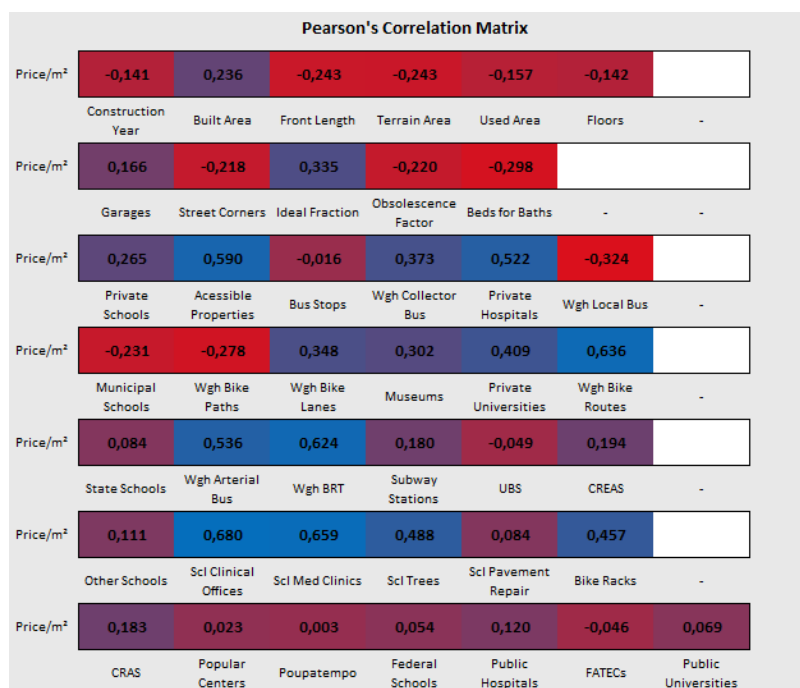 Pearson's Correlation Matrix
Price/m² -0,141 0,236 -0,243 -0,243 -0,157 -0,142
Construction Year Built Area Front Length Terrain Area Used Area Floors -
Price/m² 0,166 -0,218 0,335 -0,220 -0,298
Garages Street Corners Ideal Fraction Obsolescence Factor Beds for Baths - -
Price/m² 0,265 0,590 -0,016 0,373 0,522 -0,324
Private Schools Acessible Properties Bus Stops Wgh Collector Bus Private Hospitals Wgh Local Bus -
Price/m² -0,231 -0,278 0,348 0,302 0,409 0,636
Municipal Schools Wgh Bike Paths Wgh Bike Lanes Museums Private Universities Wgh Bike Routes -
Price/m² 0,084 0,536 0,624 0,180 -0,049 0,194
State Schools Wgh Arterial Bus Wgh BRT Subway Stations UBS CREAS -
Price/m² 0,111 0,680 0,659 0,488 0,084 0,457
Other Schools Scl Clinical Offices Scl Med Clinics Scl Trees Scl Pavement Repair Bike Racks -
Price/m² 0,183 0,023 0,003 0,054 0,120 -0,046 0,069
CRAS Popular Centers Poupatempo Federal Schools Public Hospitals FATECs Public Universities